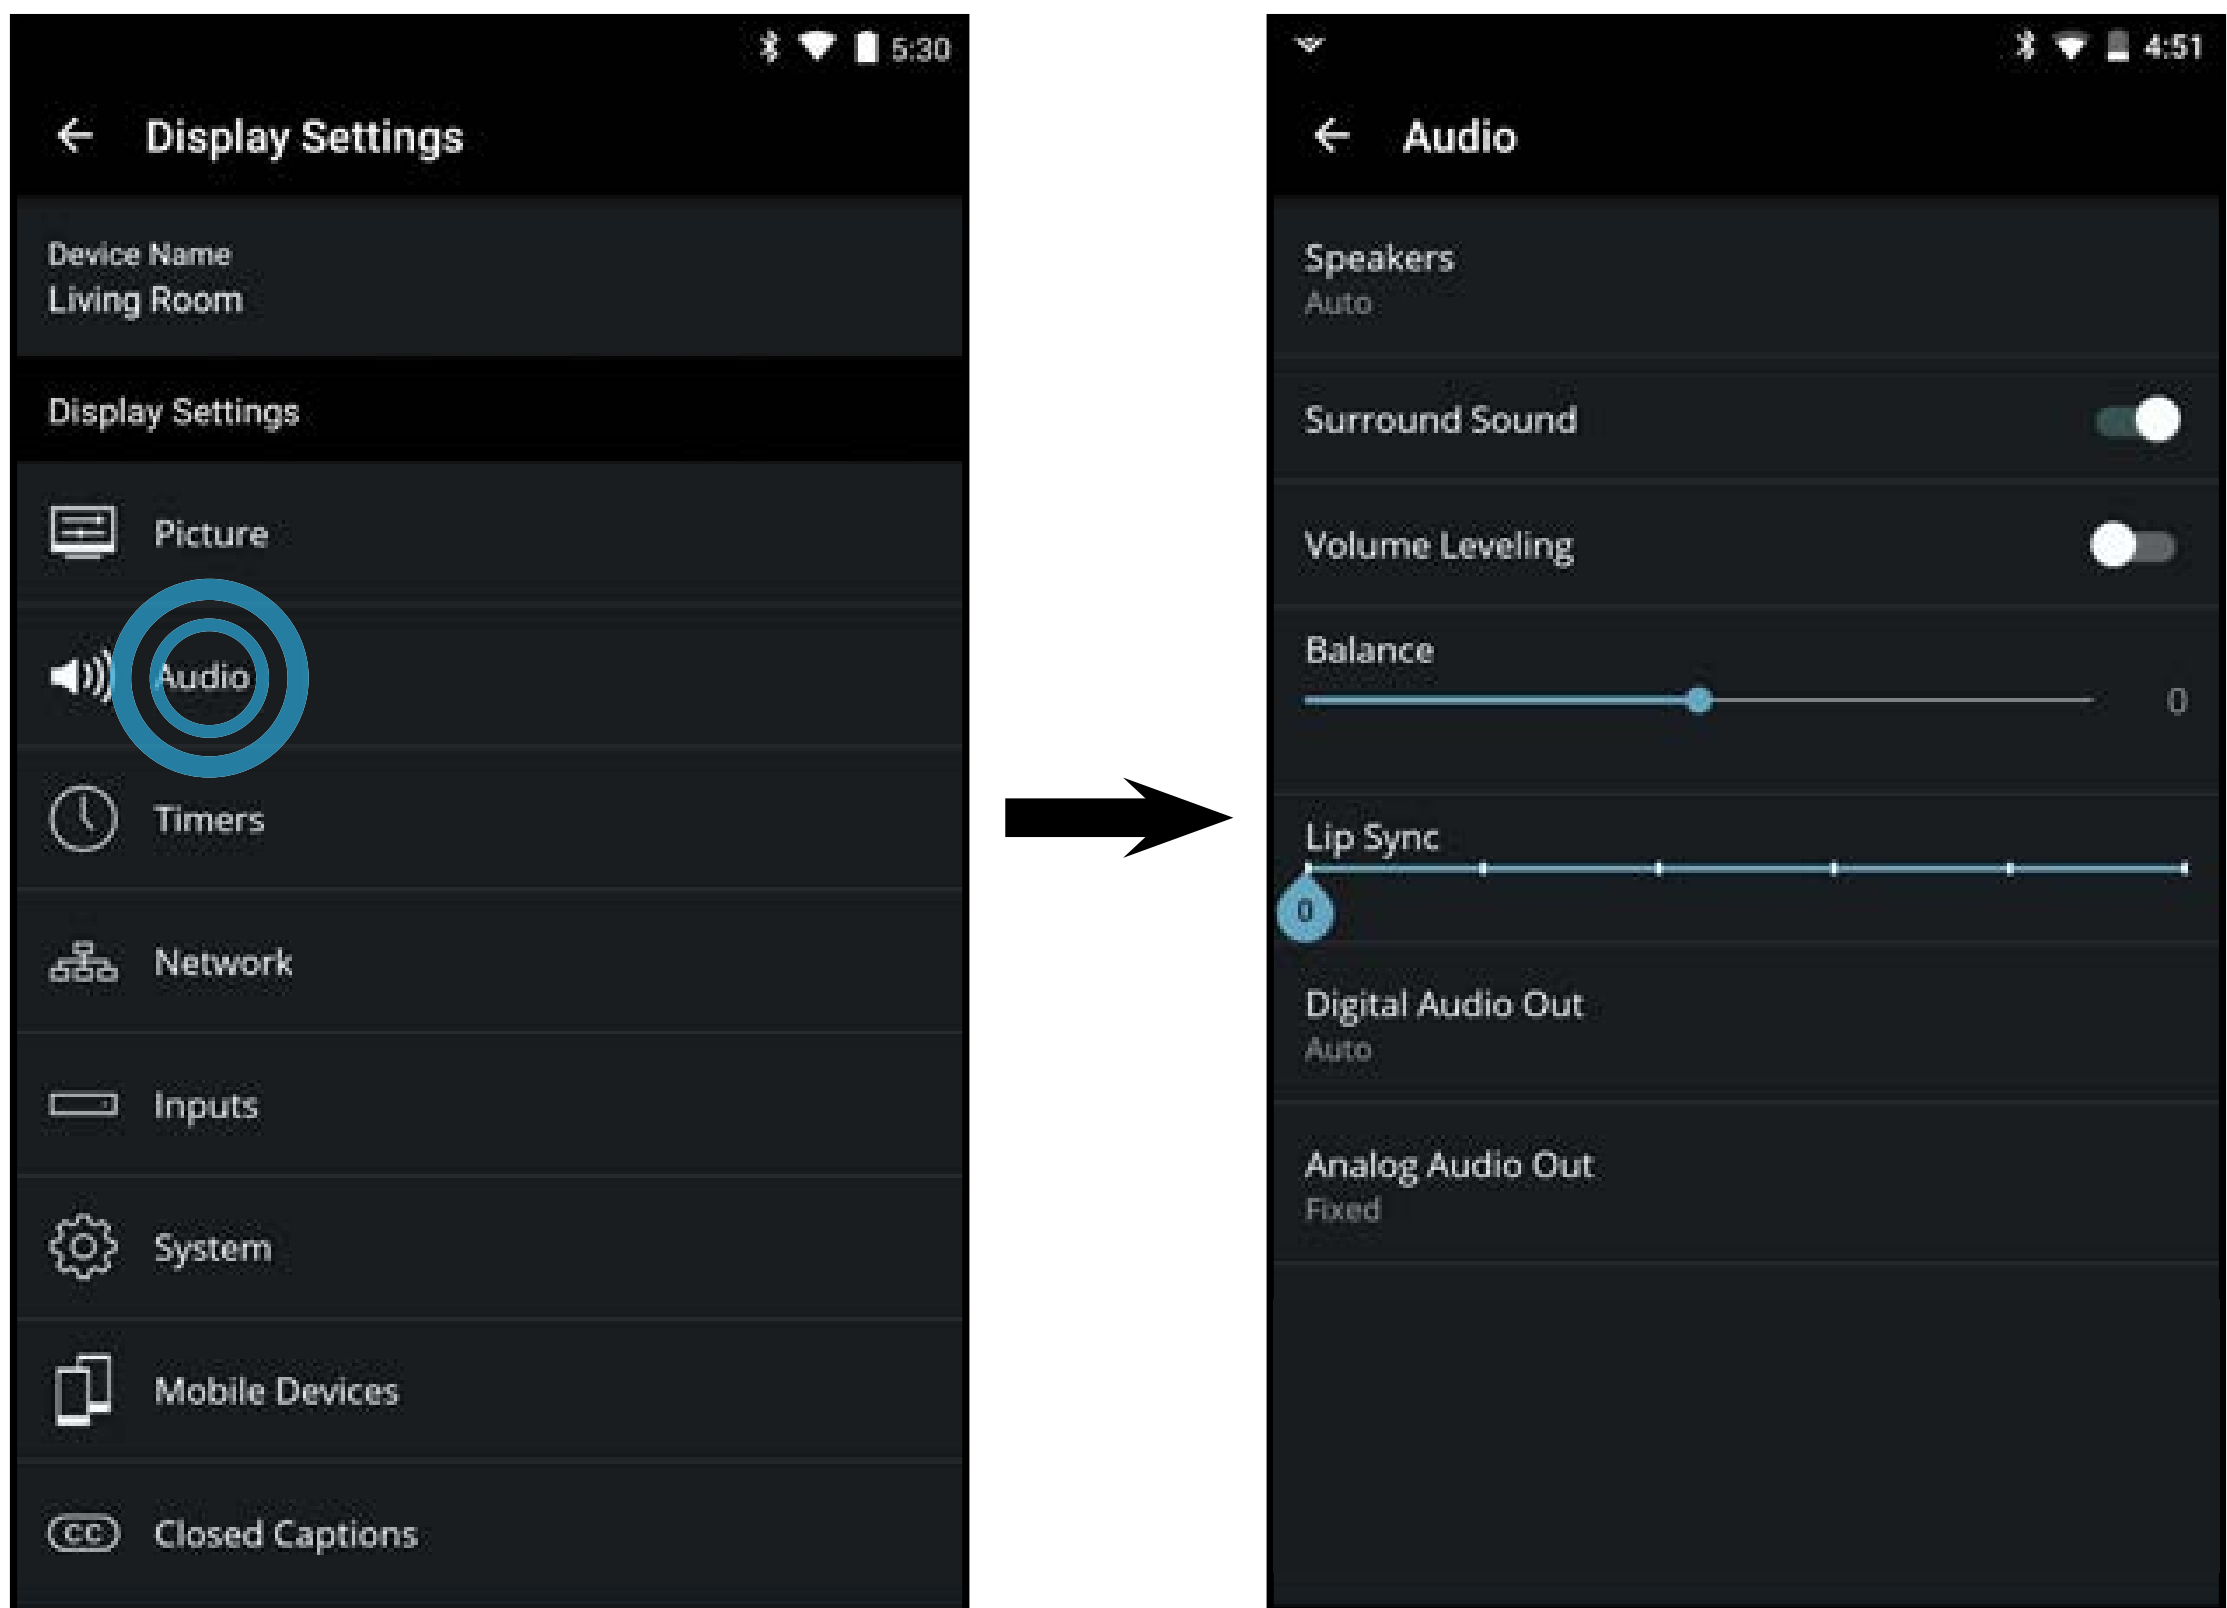 5:30
Display Settings
Device Name
Living Room
Display Settings
Picture
Audio
Timers
Network
Inputs
System
Mobile Devices
CC Closed Captions
4:51
Audio
Speakers
Auto
Surround Sound
Volume Leveling
Balance
0
Lip Sync
0
Digital Audio Out
Auto
Analog Audio Out
Fixed